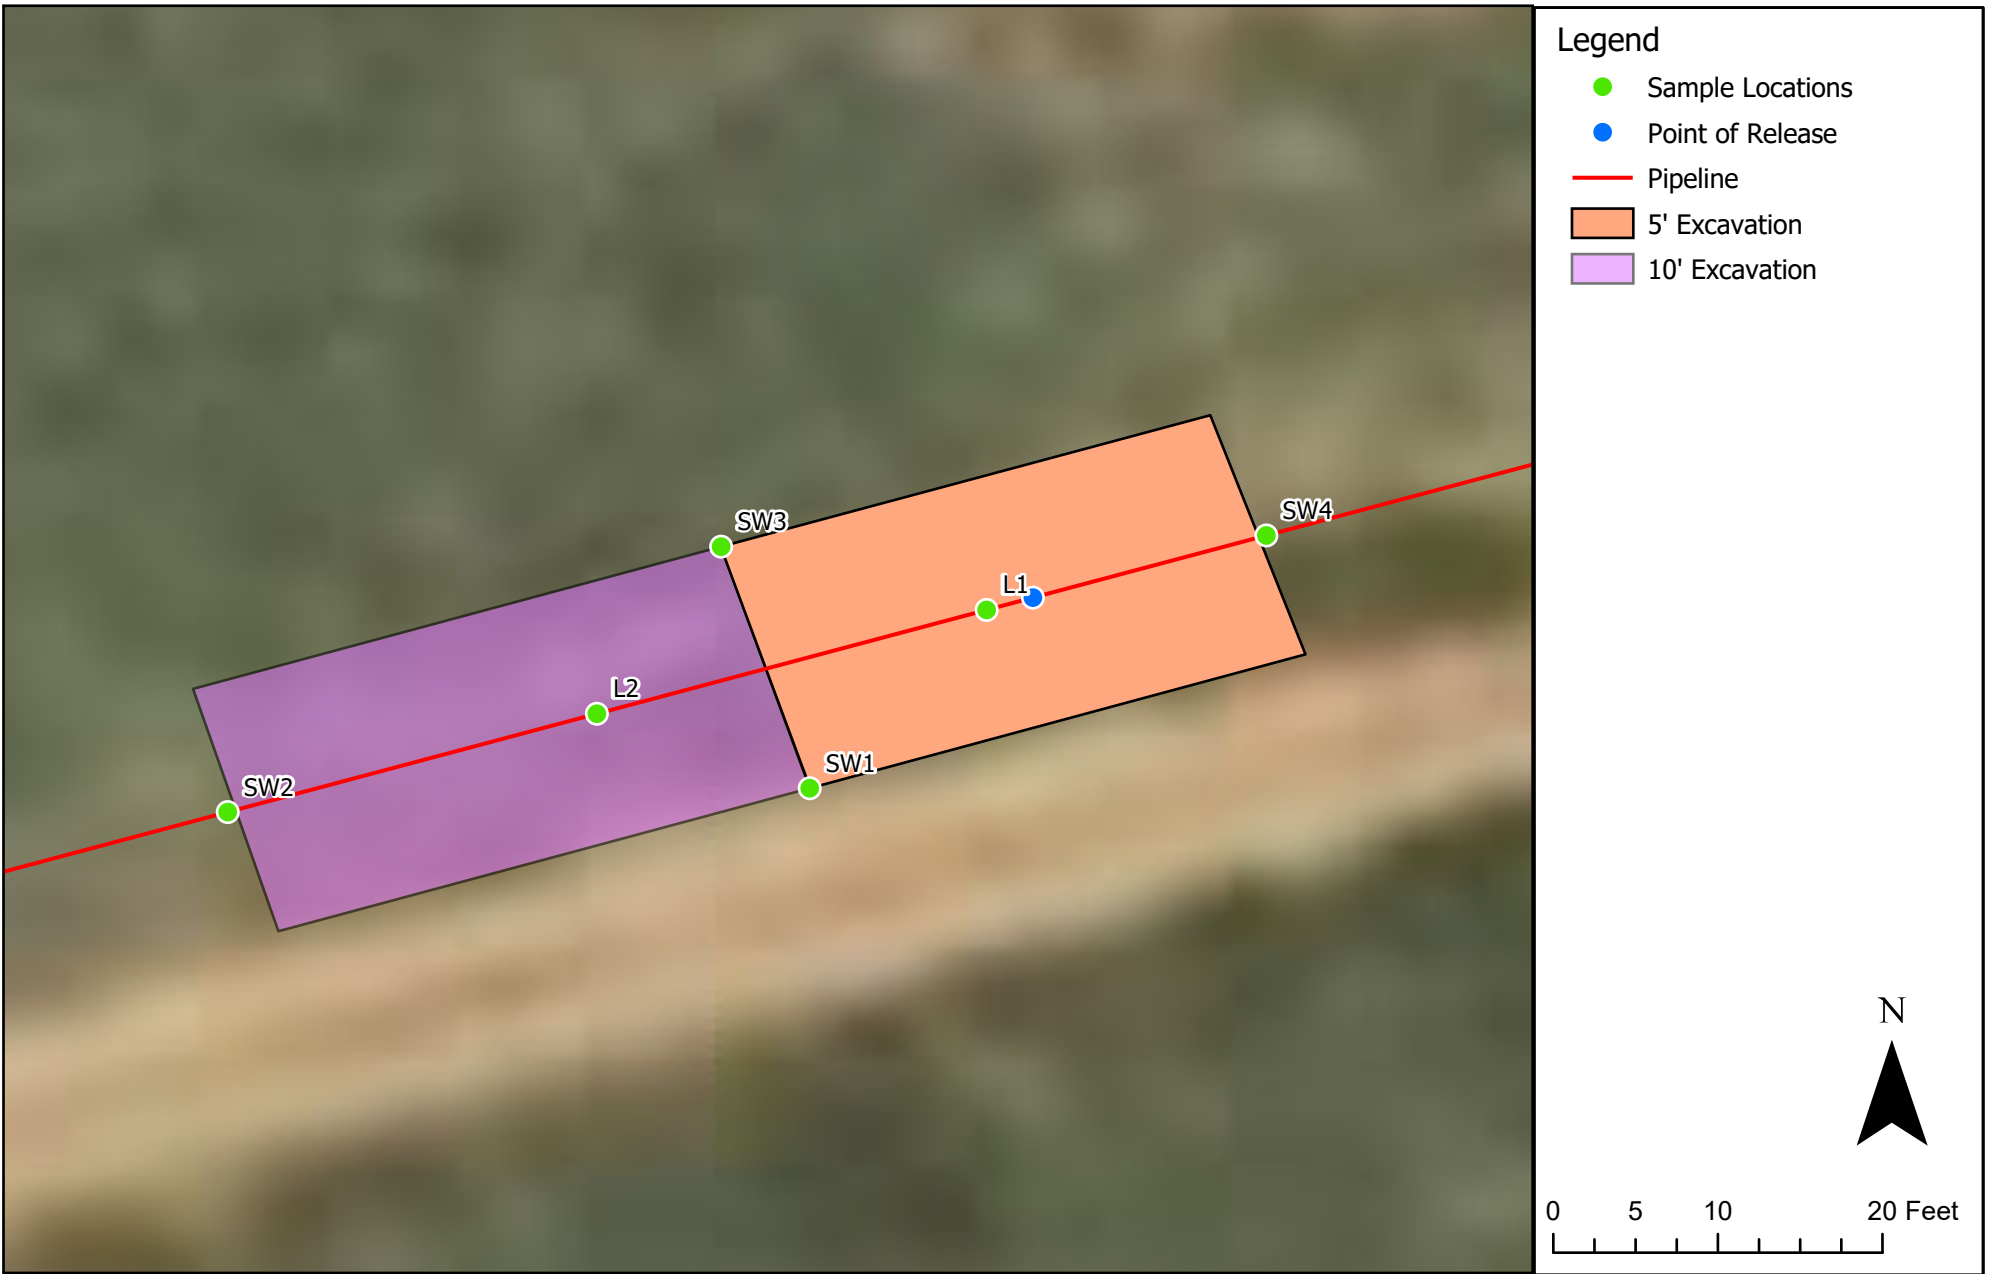 Legend
Sample Locations
Point of Release
Pipeline
5' Excavation
10' Excavation
SW3
SW4
L1
L2
SW1
SW2
N
0 5 10 20 Feet